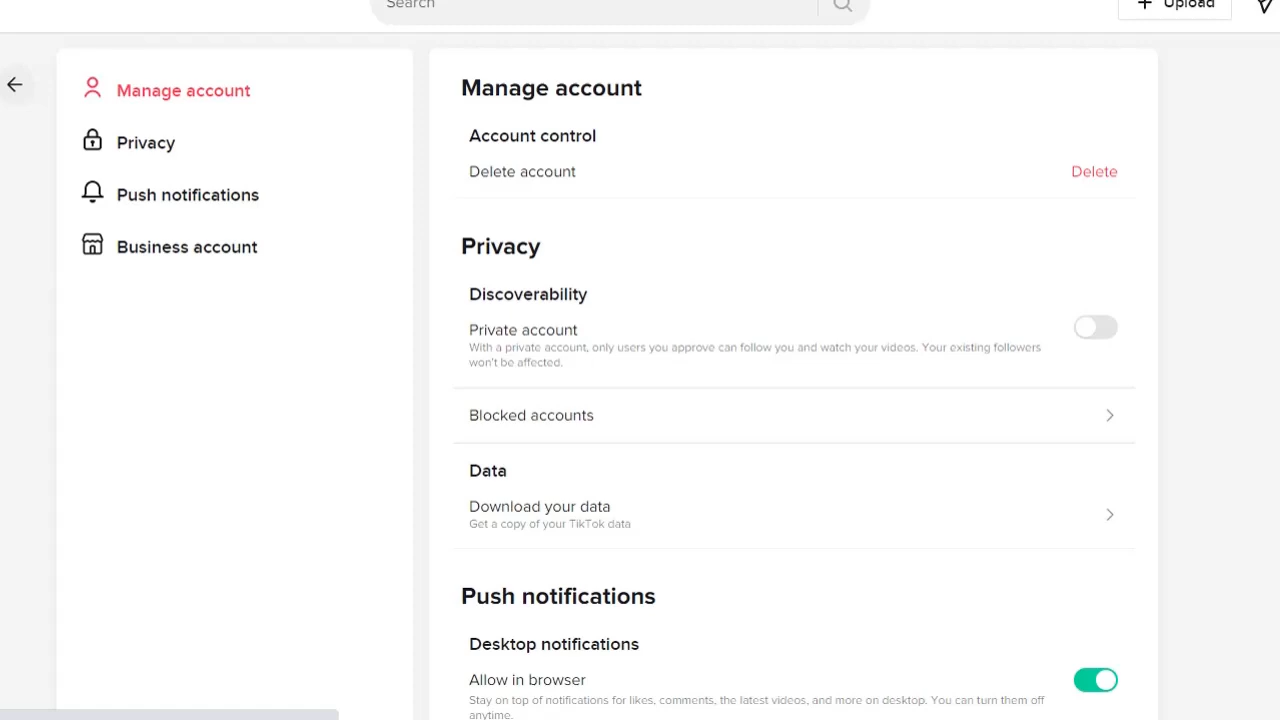 Search
Upload
Manage account
Privacy
Push notifications
Business account
Manage account
Account control
Delete account
Delete
Privacy
Discoverability
Private account
With a private account, only users you approve can follow you and watch your videos. Your existing followers
won't be affected.
Blocked accounts
Data
Download your data
Get a copy of your TikTok data
Push notifications
Desktop notifications
Allow in browser
Stay on top of notifications for likes, comments, the latest videos, and more on desktop. You can turn them off
anytime.